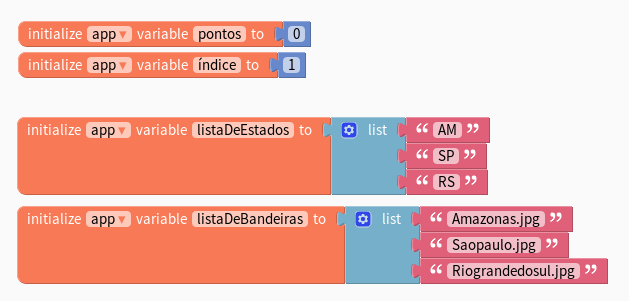 initialize app variable pontos to 0
initialize app variable índice to 1
initialize app variable listaDeEstados to list “ AM ”
“ SP ”
“ RS ”
initialize app variable listaDeBandeiras to list “ Amazonas.jpg ”
“ Saopaulo.jpg ”
“ Riograndedosul.jpg ”